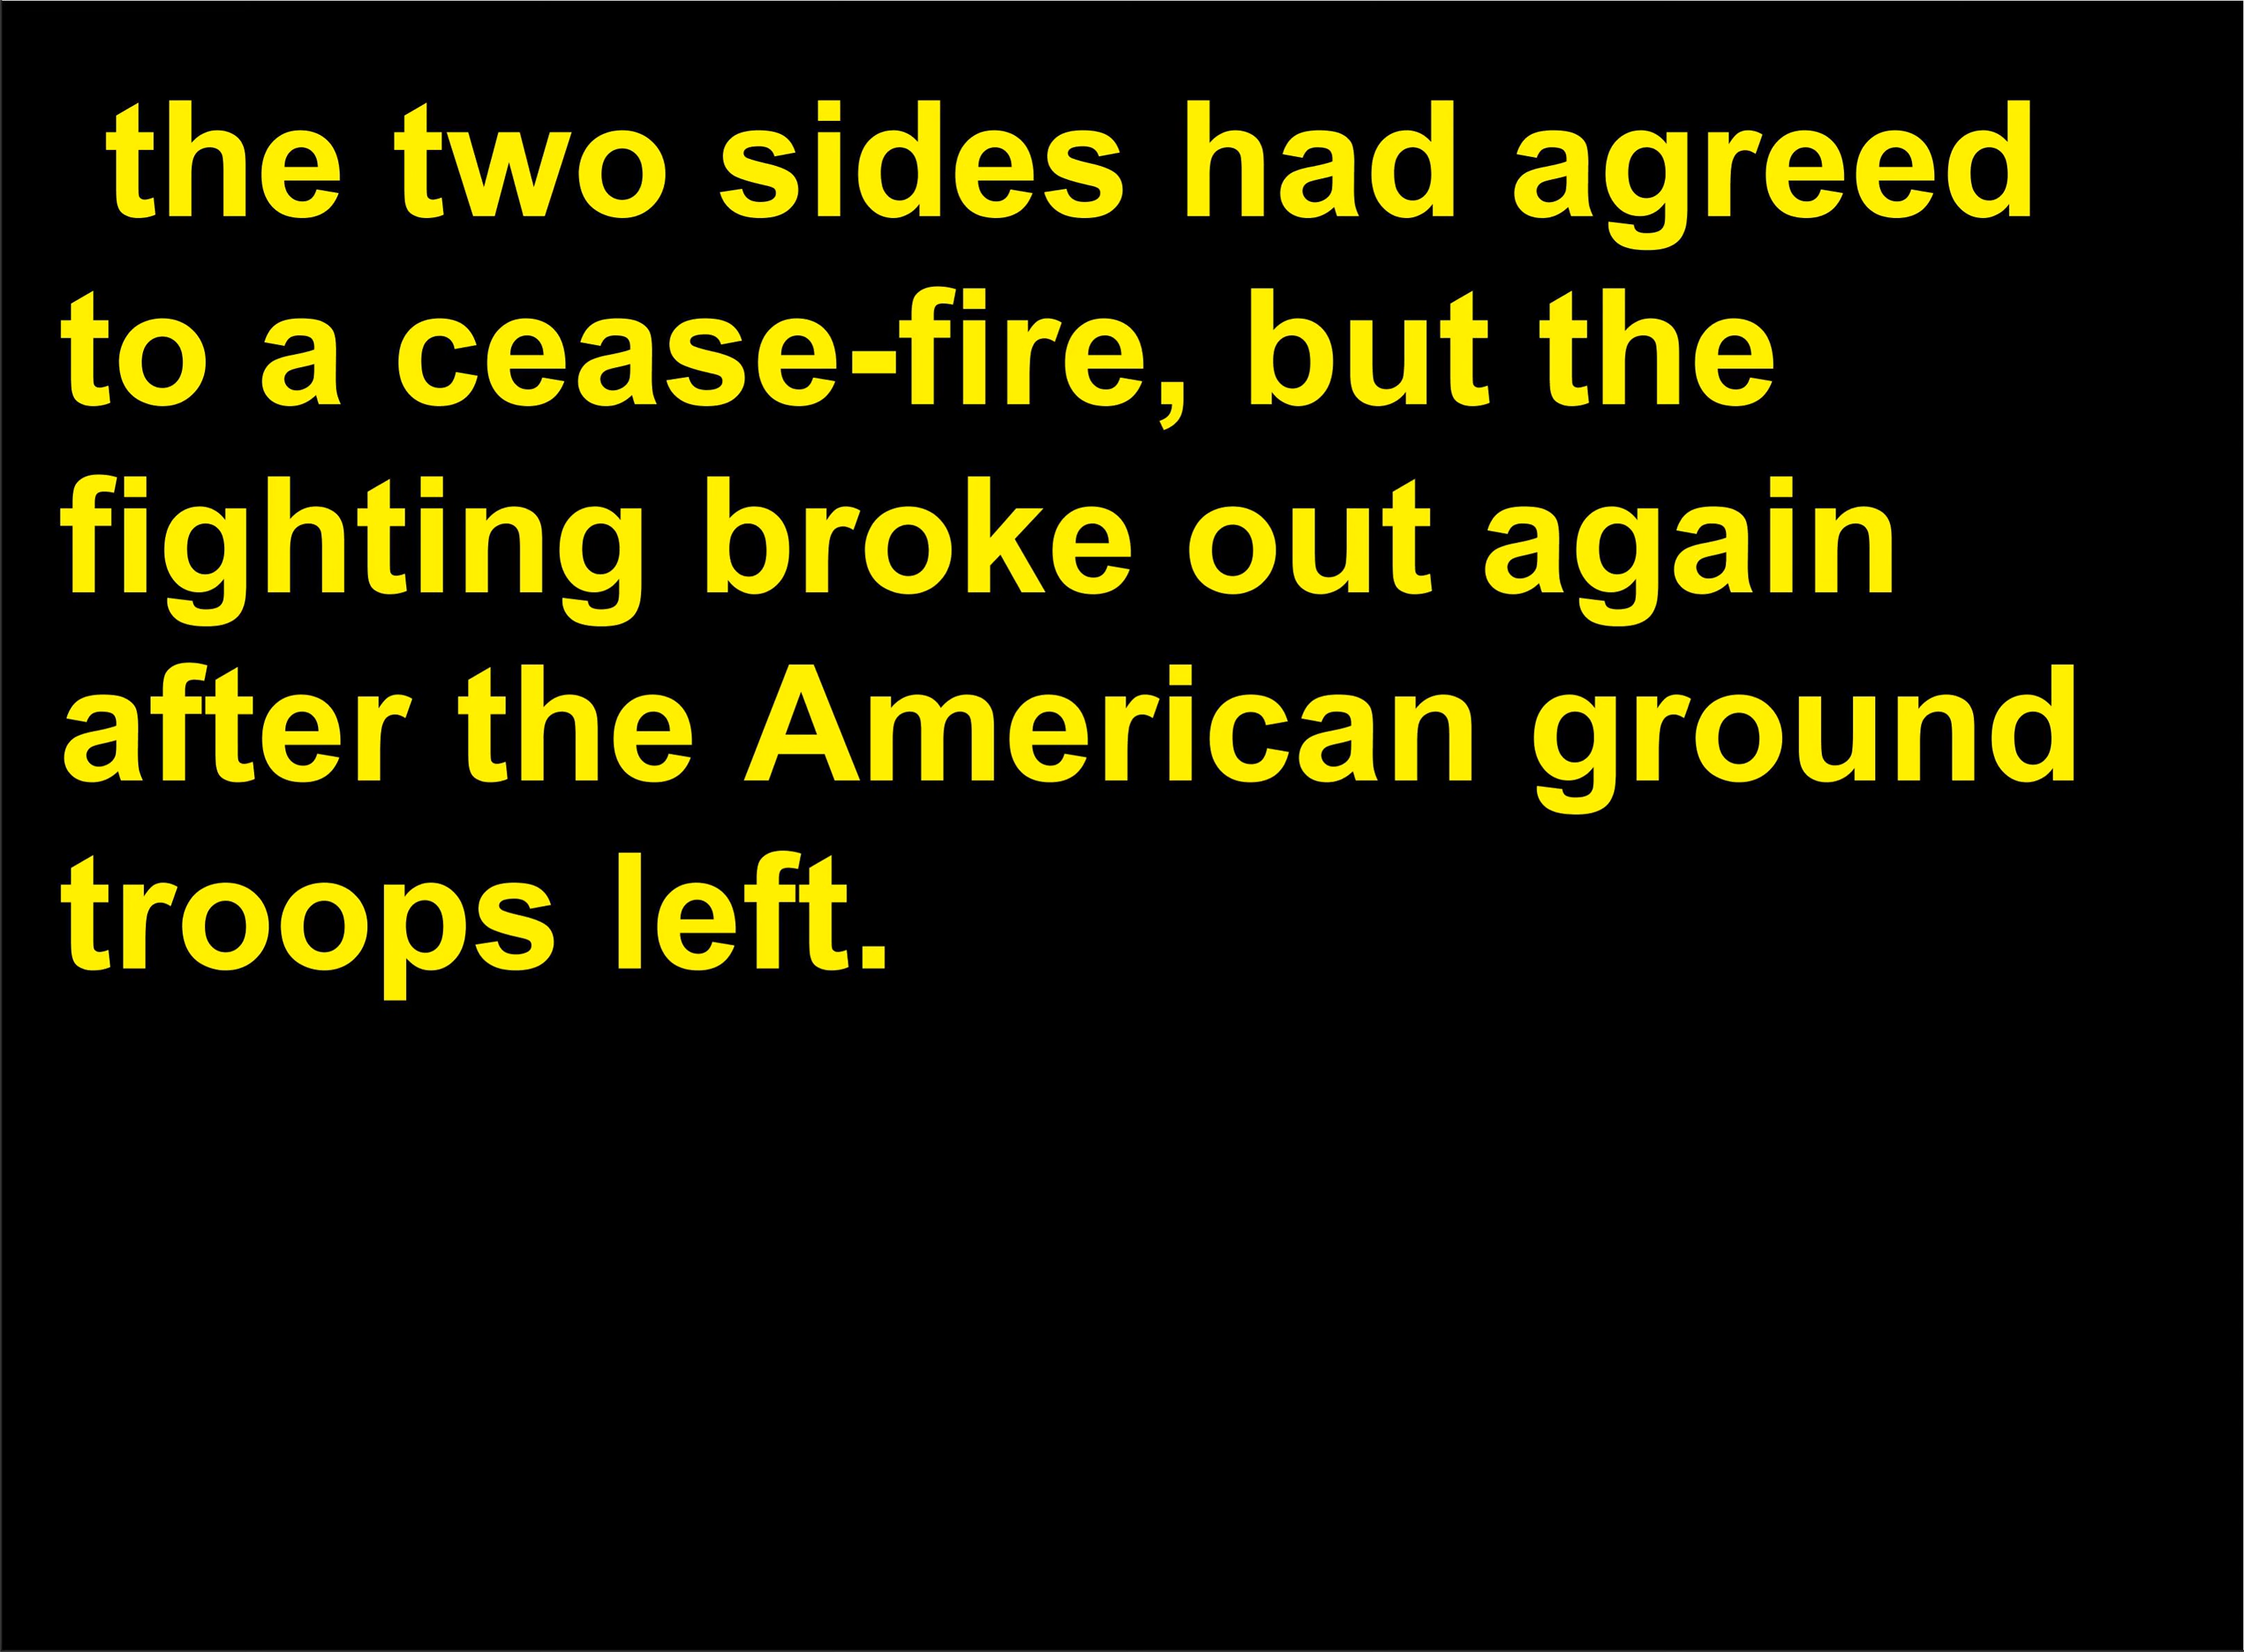 the two sides had agreed
to a cease-fire, but the
fighting broke out again
after the American ground
troops left.